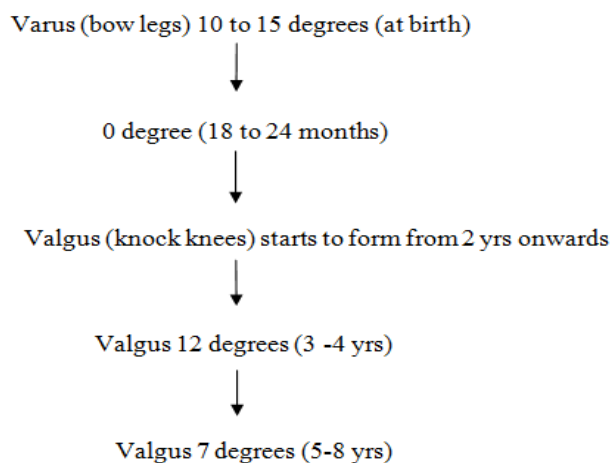 Varus (bow legs) 10 to 15 degrees (at birth)
0 degree (18 to 24 months)
Valgus (knock knees) starts to form from 2 yrs onwards
Valgus 12 degrees (3 -4 yrs)
Valgus 7 degrees (5-8 yrs)